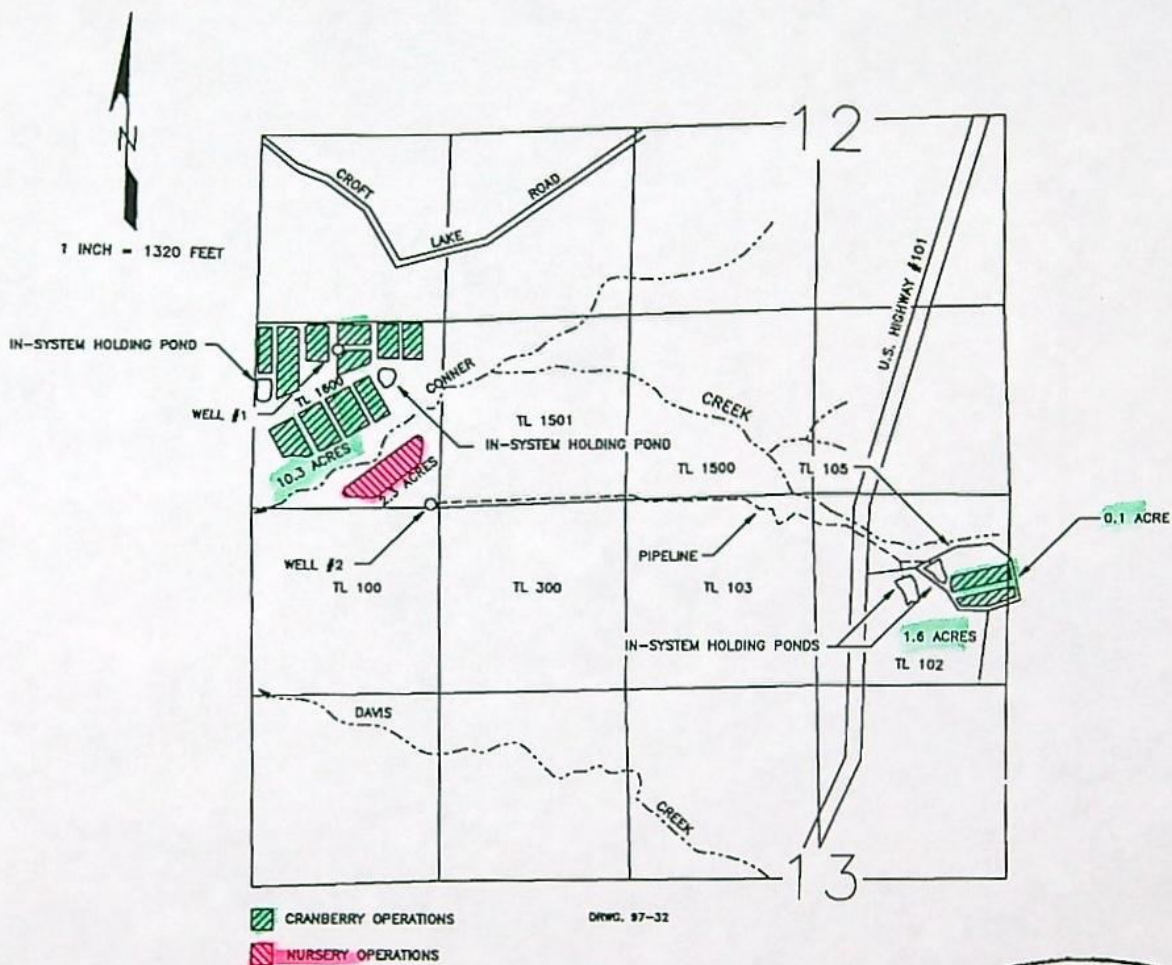 12
N
1 INCH = 1320 FEET
CROFT
LAKE
ROAD
U.S. HIGHWAY #101
IN-SYSTEM HOLDING POND
TL 1600
CONNER
WELL #1
TL 1501
CREEK
IN-SYSTEM HOLDING POND
10.3 ACRES
2.3 ACRES
TL 1500
TL 105
0.1 ACRE
WELL #2
PIPELINE
TL 100
TL 300
TL 103
IN-SYSTEM HOLDING PONDS
1.6 ACRES
TL 102
DAVIS
CREEK
13
CRANBERRY OPERATIONS
DRWG. 97-32
NURSERY OPERATIONS